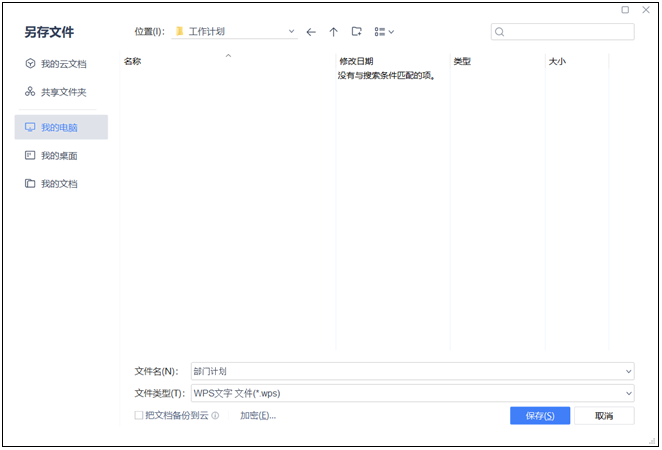 另存文件
位置(I): 工作计划
我的云文档
共享文件夹
我的电脑
我的桌面
我的文档
名称 修改日期 类型 大小
没有与搜索条件匹配的项。
文件名(N): 部门计划
文件类型(T): WPS文字 文件(*.wps)
把文档备份到云 加密(E)... 保存(S) 取消